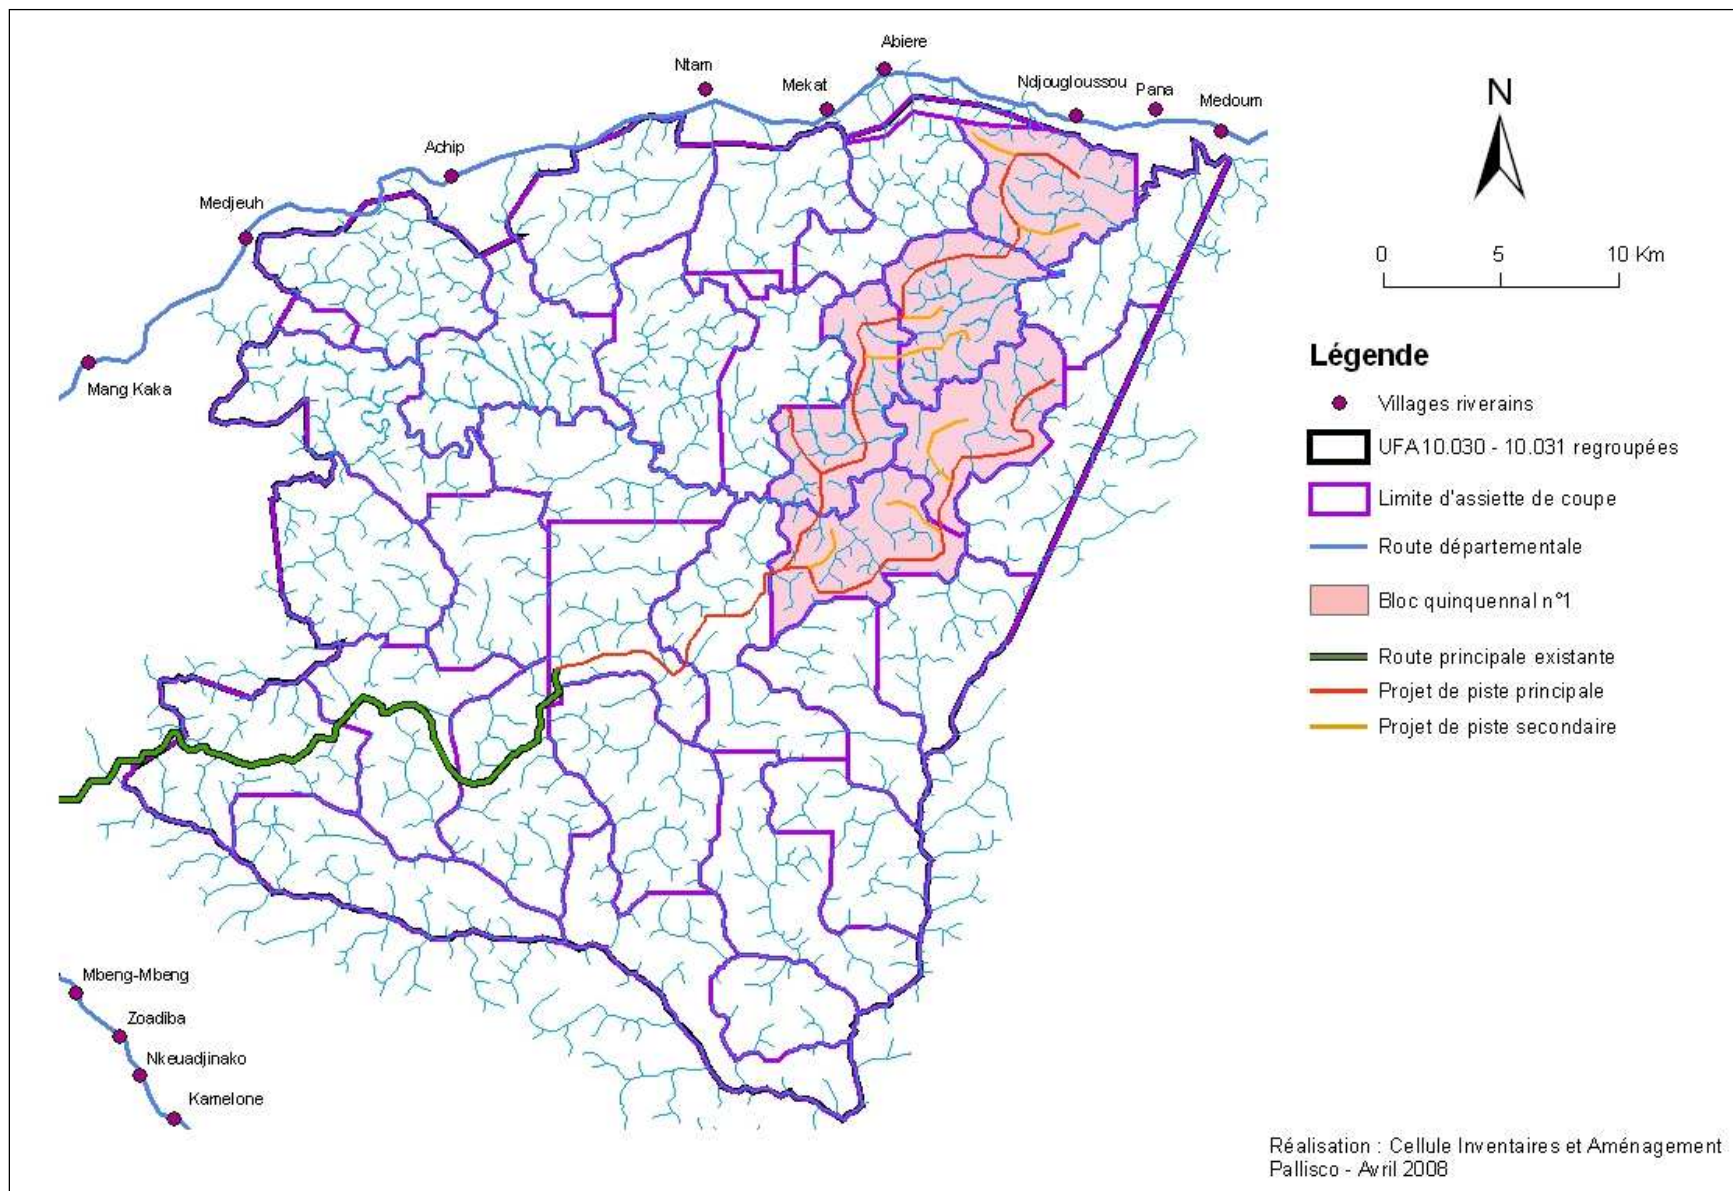 Abiere
Ntam
Mekat
Ndjougloussou
Pana
Medoum
Achip
Medjeuh
Mang Kaka
Mbeng-Mbeng
Zoadiba
Nkeuadjinako
Kamelone
N
0 5 10 Km
Légende
Villages riverains
UFA 10.030 - 10.031 regroupées
Limite d'assiette de coupe
Route départementale
Bloc quinquennal n°1
Route principale existante
Projet de piste principale
Projet de piste secondaire
Réalisation : Cellule Inventaires et Aménagement
Pallisco - Avril 2008